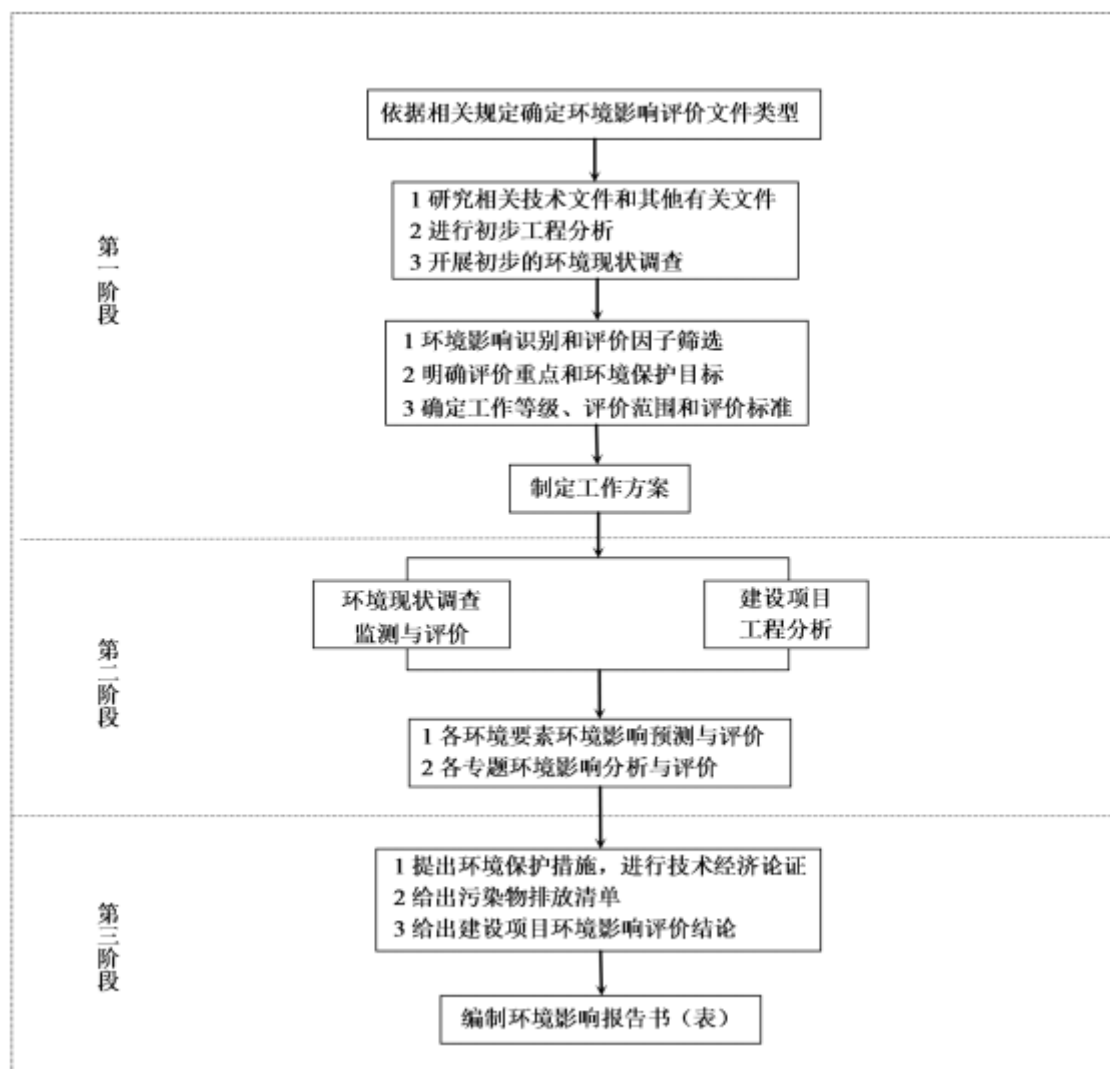 依据相关规定确定环境影响评价文件类型
1 研究相关技术文件和其他有关文件
2 进行初步工程分析
3 开展初步的环境现状调查
第一阶段
1 环境影响识别和评价因子筛选
2 明确评价重点和环境保护目标
3 确定工作等级、评价范围和评价标准
制定工作方案
环境现状调查
监测与评价
建设项目
工程分析
第二阶段
1 各环境要素环境影响预测与评价
2 各专题环境影响分析与评价
1 提出环境保护措施，进行技术经济论证
2 给出污染物排放清单
3 给出建设项目环境影响评价结论
第三阶段
编制环境影响报告书（表）